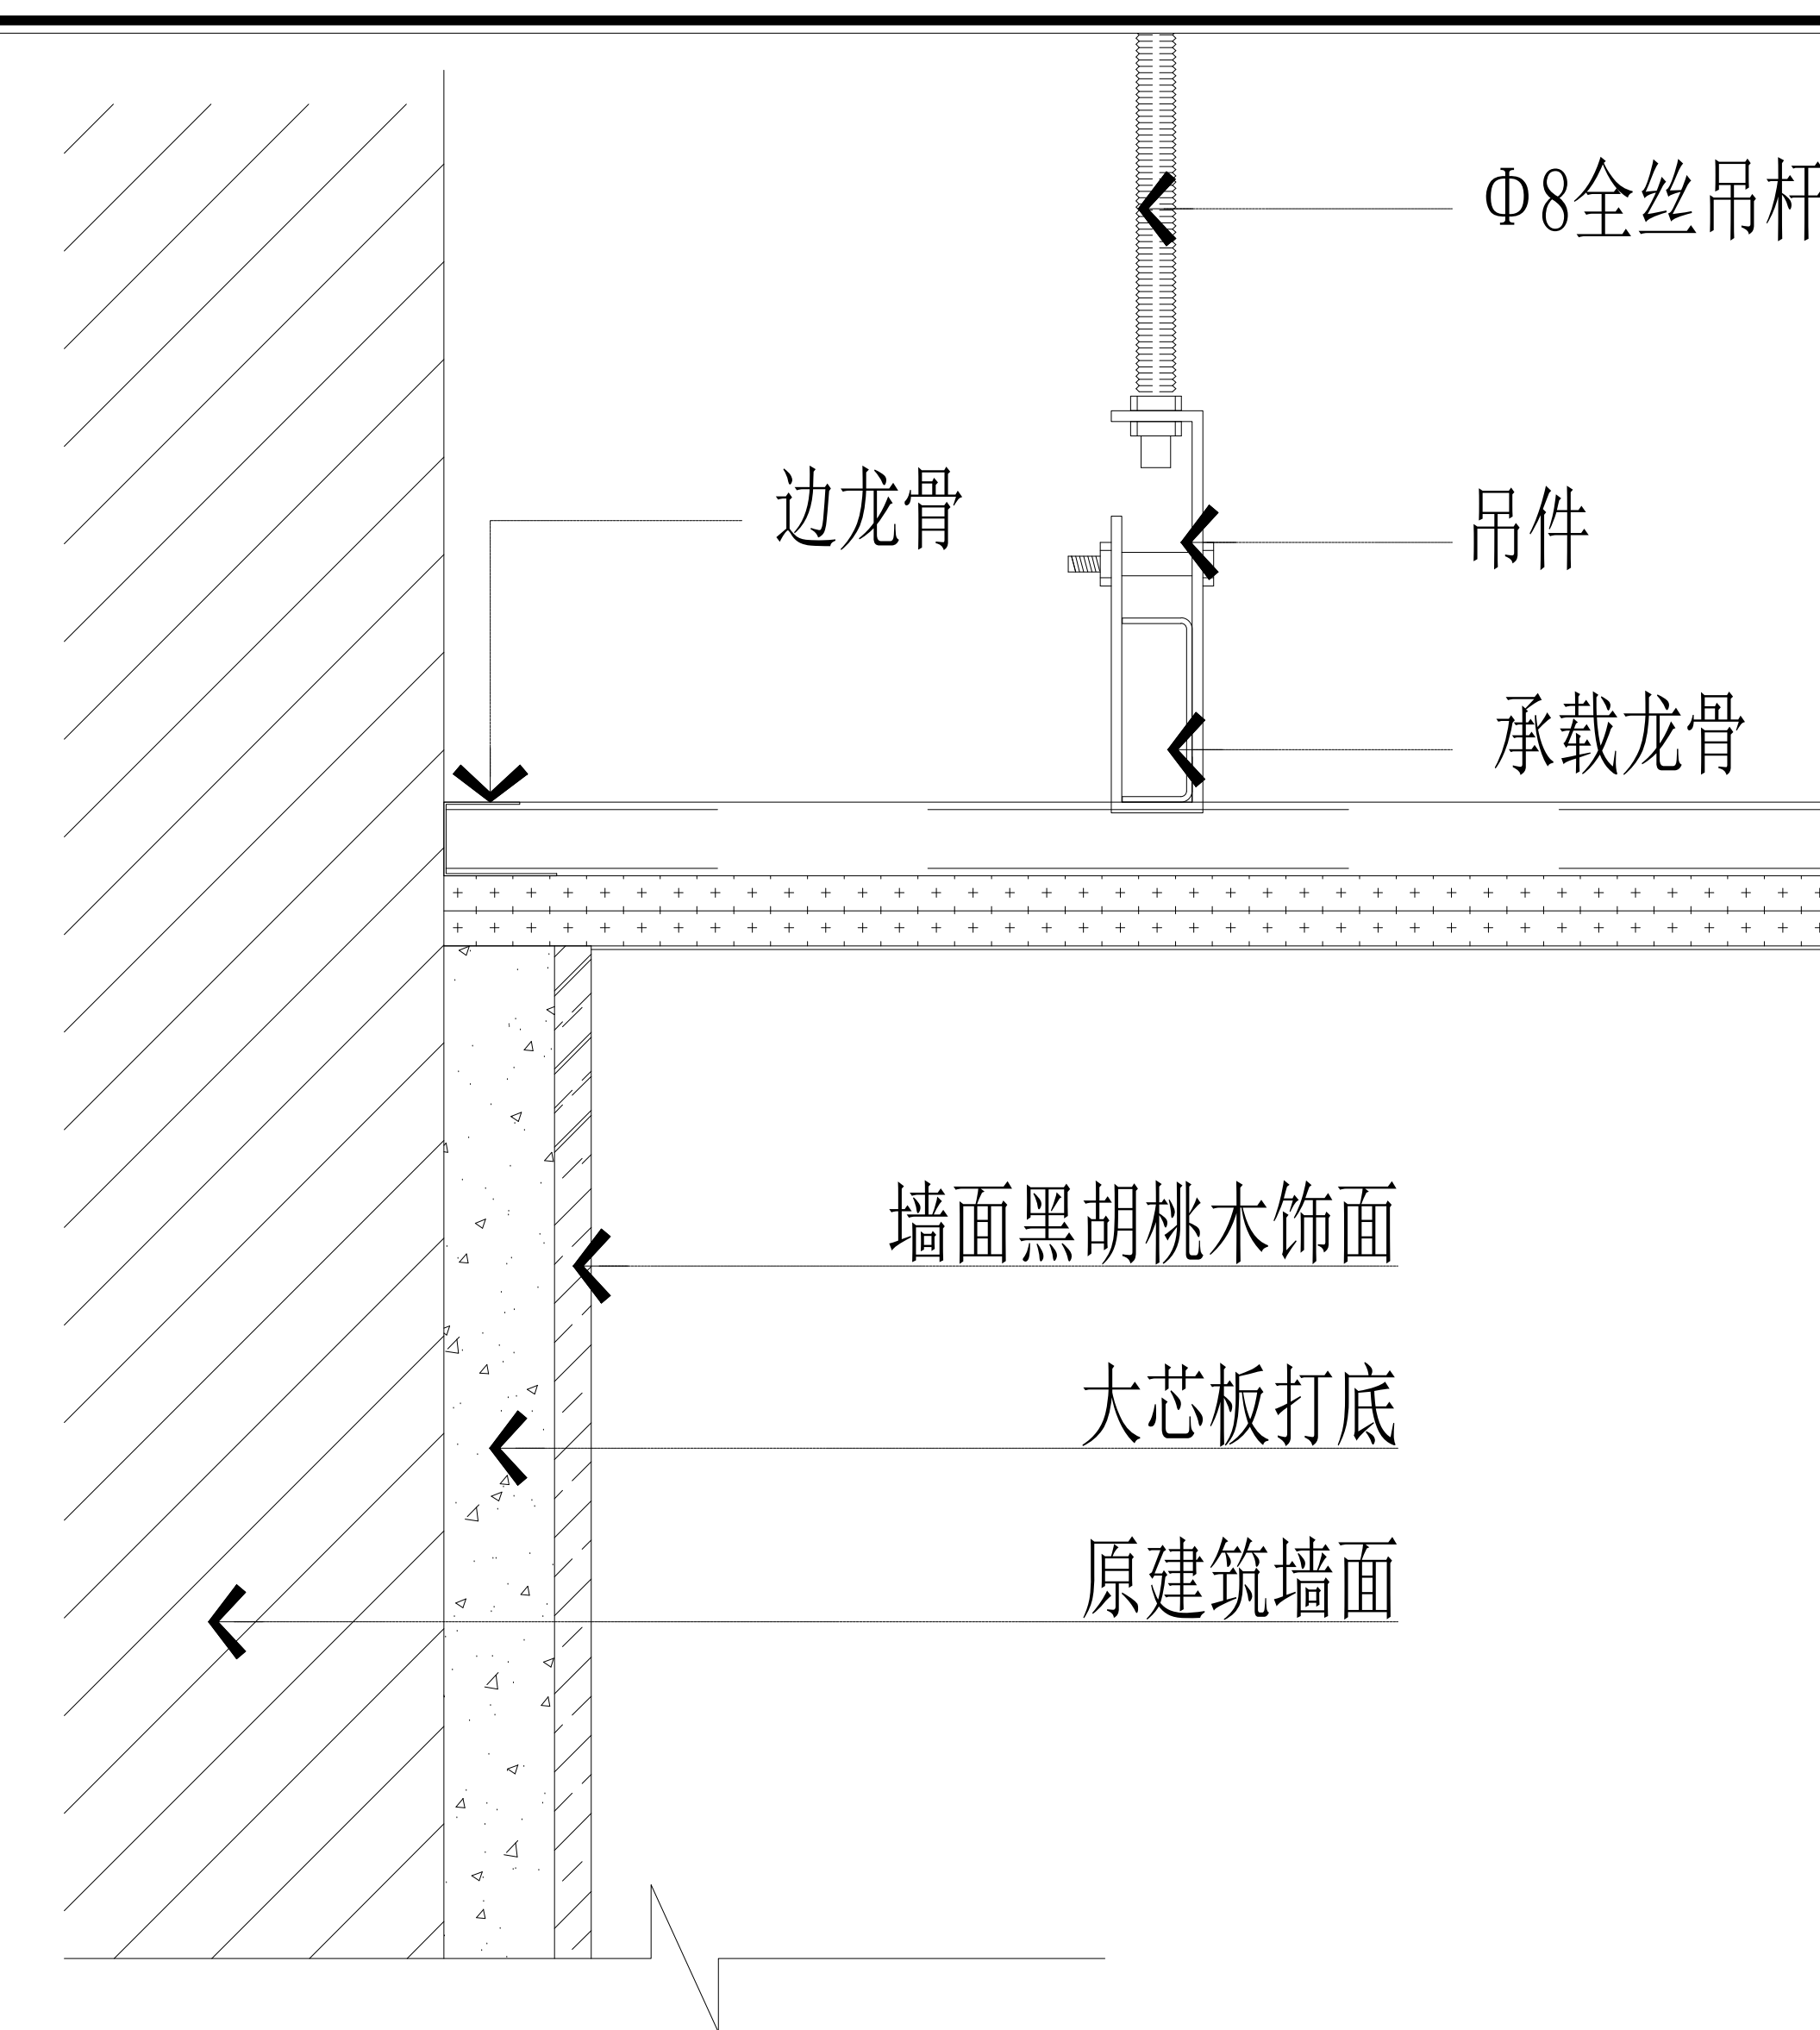 Φ8全丝吊杆
边龙骨
吊件
承载龙骨
墙面黑胡桃木饰面
大芯板打底
原建筑墙面